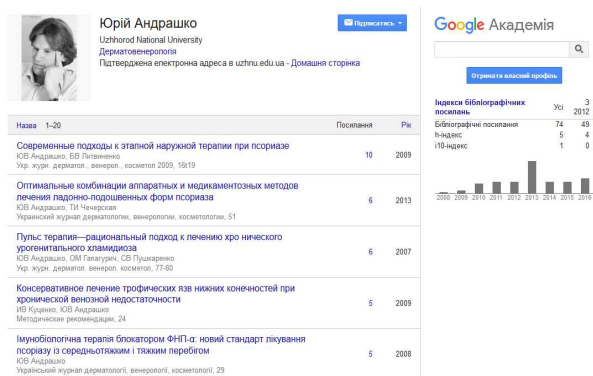 Юрій Андрашко
Uzhhorod National University
Дерматовенерологія
Підтверджена електронна адреса в uzhnu.edu.ua - Домашня сторінка
Підписатись
Назва 1–20 Посилання Рік
Современные подходы к этапной наружной терапии при псориазе 10 2009
ЮВ Андрашко, БВ Литвиненко
Укр. журн. дерматол., венерол., косметол 2009, 16ž19
Оптимальные комбинации аппаратных и медикаментозных методов
лечения ладонно-подошвенных форм псориаза 6 2013
ЮВ Андрашко, ТИ Чечерская
Украинский журнал дерматологии, венерологии, косметологии, 51
Пульс терапия—рациональный подход к лечению хро нического
урогенитального хламидиоза 6 2007
ЮВ Андрашко, ОМ Галагурич, СВ Пушкаренко
Укр. журн. дерматол. венерол. косметол, 77-80
Консервативное лечение трофических язв нижних конечностей при
хронической венозной недостаточности 5 2009
ИВ Куценко, ЮВ Андрашко
Методические рекомендации, 24
Імунобіологічна терапія блокатором ФНП-α: новий стандарт лікування
псоріазу із середньотяжким і тяжким перебігом 5 2008
ЮВ Андрашко
Український журнал дерматології, венерології, косметології, 29
Google Академія
Отримати власний профіль
Індекси бібліографічних посилань Усі З 2012
Бібліографічні посилання 74 49
h-індекс 5 4
i10-індекс 1 0
2008 2009 2010 2011 2012 2013 2014 2015 2016